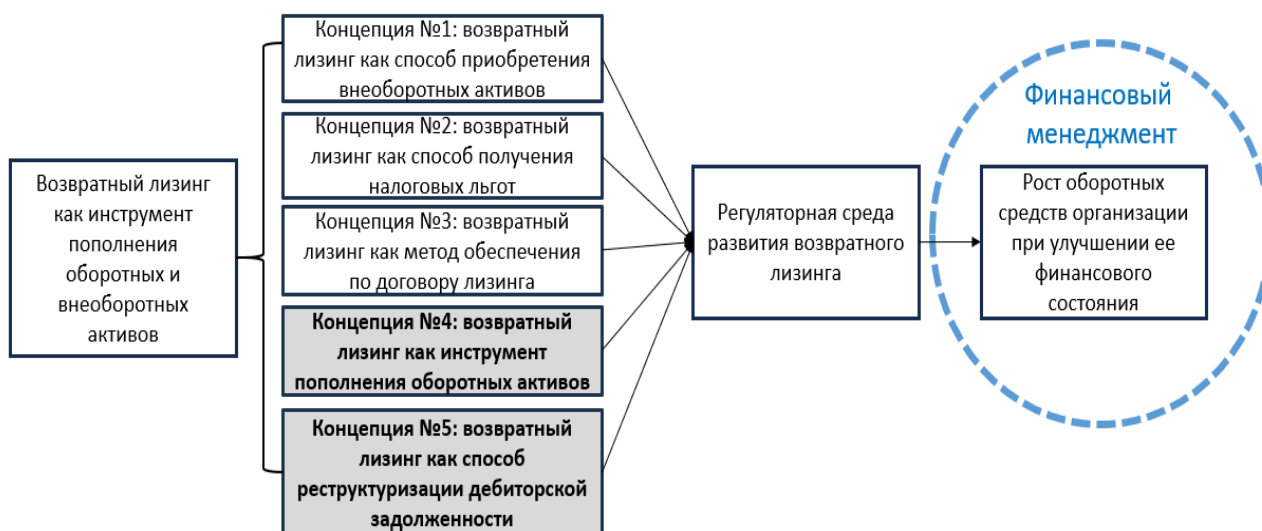 Возвратный лизинг
как инструмент
пополнения
оборотных и
внеоборотных
активов
Концепция №1: возвратный
лизинг как способ приобретения
внеоборотных активов
Концепция №2: возвратный
лизинг как способ получения
налоговых льгот
Концепция №3: возвратный
лизинг как метод обеспечения
по договору лизинга
Концепция №4: возвратный
лизинг как инструмент
пополнения оборотных активов
Концепция №5: возвратный
лизинг как способ
реструктуризации дебиторской
задолженности
Регуляторная среда
развития возвратного
лизинга
Финансовый
менеджмент
Рост оборотных
средств организации
при улучшении ее
финансового
состояния